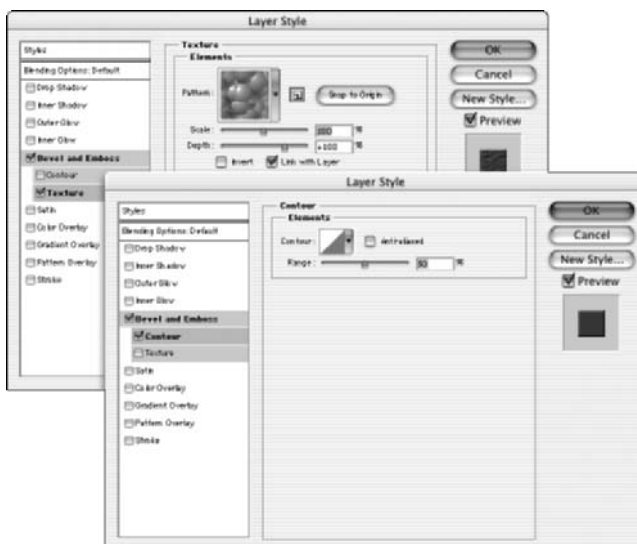 Layer Style
Styles
Blending Options: Default
Drop Shadow
Inner Shadow
Outer Glow
Inner Glow
Bevel and Emboss
Contour
Texture
Satin
Color Overlay
Gradient Overlay
Pattern Overlay
Stroke
Texture
Elements
Pattern:
Snap to Origin
Scale: 100 %
Depth: +100 %
Invert Link with Layer
OK
Cancel
New Style...
Preview
Layer Style
Styles
Blending Options: Default
Drop Shadow
Inner Shadow
Outer Glow
Inner Glow
Bevel and Emboss
Contour
Texture
Satin
Color Overlay
Gradient Overlay
Pattern Overlay
Stroke
Contour
Elements
Contour: Anti-aliased
Range: 50 %
OK
Cancel
New Style...
Preview